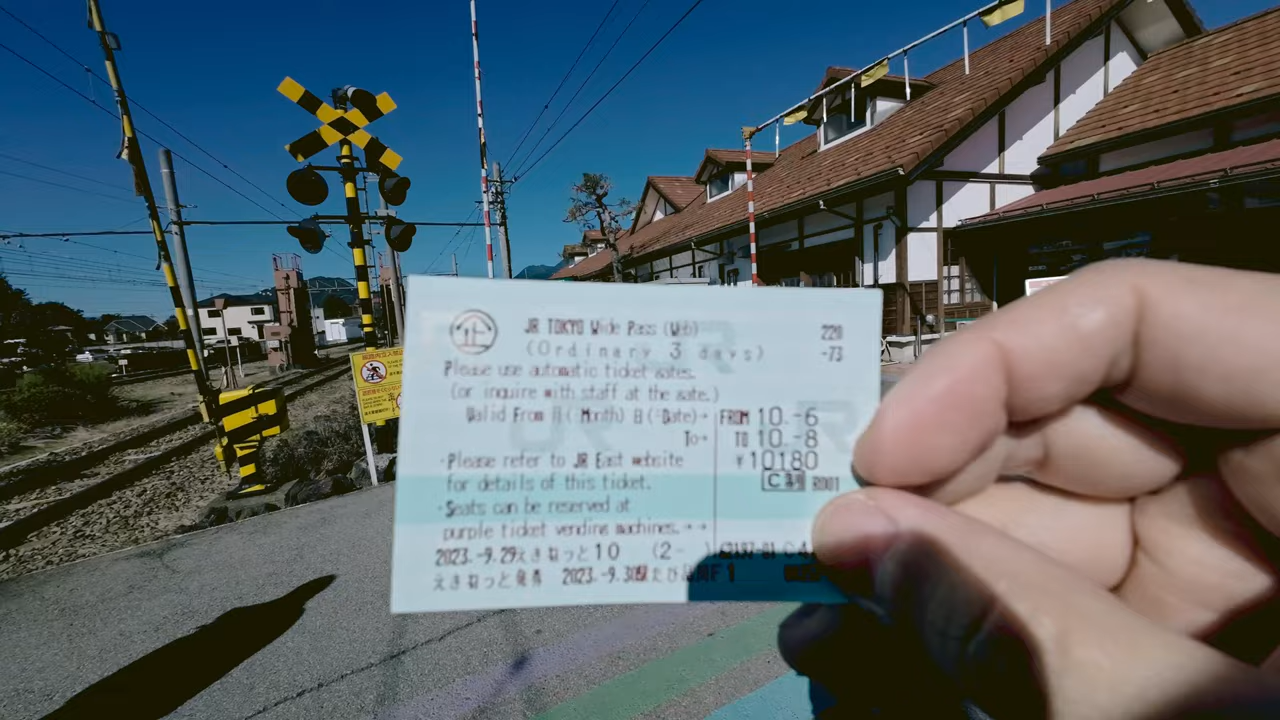 JR TOKYO Wide Pass (Web) 220
(Ordinary 3 days) -73
Please use automatic ticket gates.
(or inquire with staff at the gate.)
Valid From 月(=Month) 日(=Date)→ FROM 10.-6
To→ TO 10.-8
・Please refer to JR East website ¥10180
for details of this ticket. C制 R001
・Seats can be reserved at
purple ticket vending machines.→→
2023.-9.29えきねっと10 (2-
えきねっと発券 2023.-9.30 F1